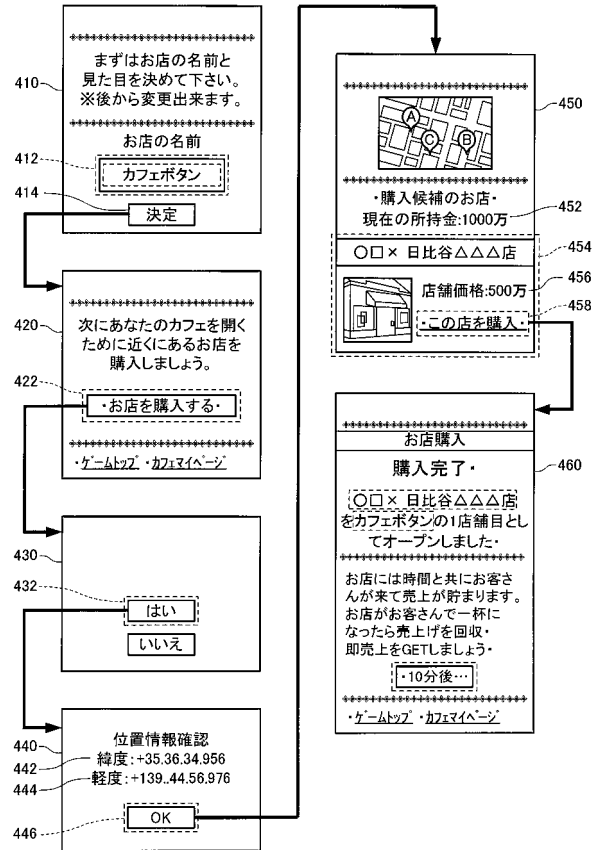 410
まずはお店の名前と
見た目を決めて下さい。
※後から変更出来ます。
お店の名前
412
カフェボタン
414
決定
420
次にあなたのカフェを開く
ために近くにあるお店を
購入しましょう。
422
・お店を購入する・
・ゲームトップ ・カフェマイページ
430
432
はい
いいえ
440
位置情報確認
442
緯度:+35.36.34.956
444
軽度:+139..44.56.976
446
OK
450
A
C
B
・購入候補のお店・
現在の所持金:1000万
452
454
○□× 日比谷△△△店
店舗価格:500万
456
458
・この店を購入・
お店購入
460
購入完了・
○□× 日比谷△△△店
をカフェボタンの1店舗目とし
てオープンしました・
お店には時間と共にお客さ
んが来て売上が貯まります。
お店がお客さんで一杯に
なったら売上げを回収・
即売上をGETしましょう・
・10分後…
・ゲームトップ ・カフェマイページ